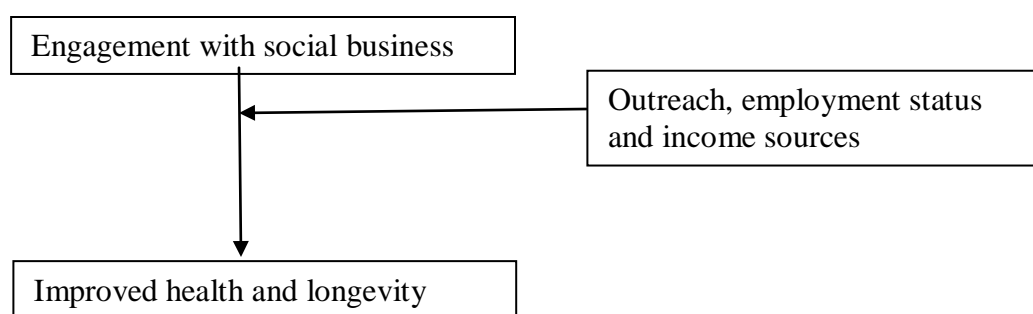 Engagement with social business
Outreach, employment status
and income sources
Improved health and longevity